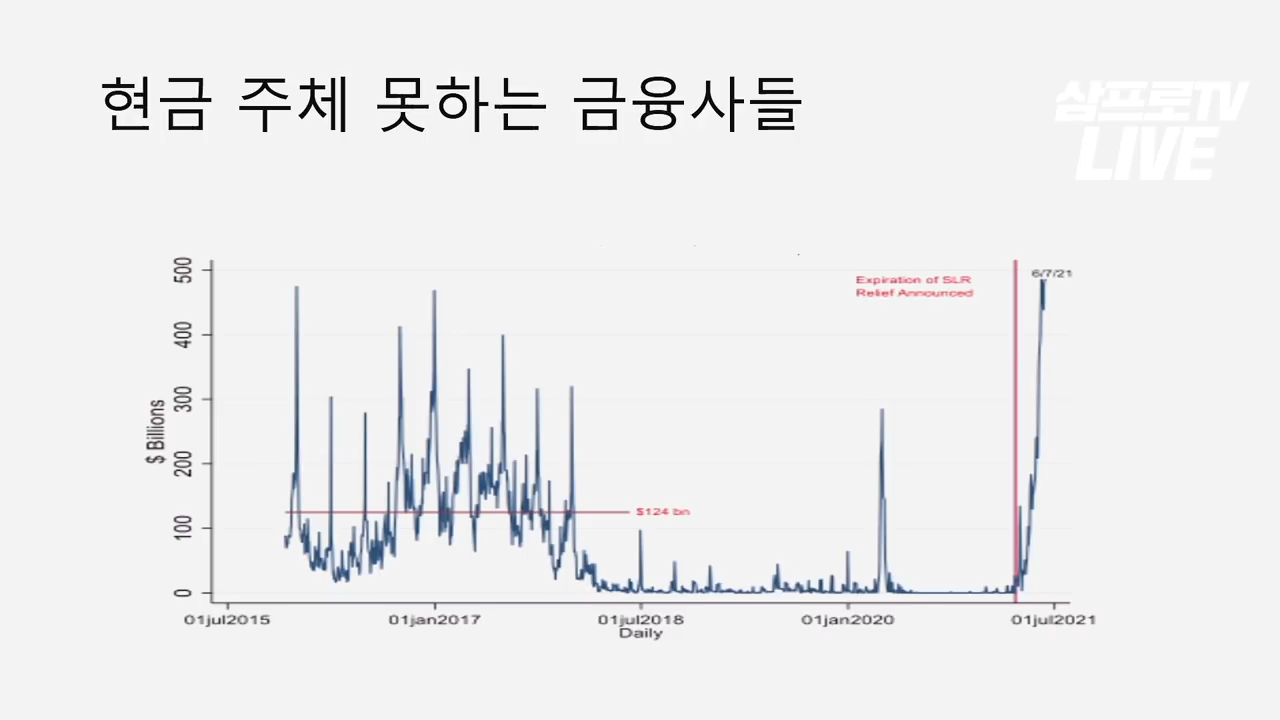 현금 주체 못하는 금융사들
삼프로TV
LIVE
Expiration of SLR
Relief Announced
6/7/21
$ Billions
500
400
300
200
100
0
$124 bn
01jul2015
01jan2017
01jul2018
01jan2020
01jul2021
Daily